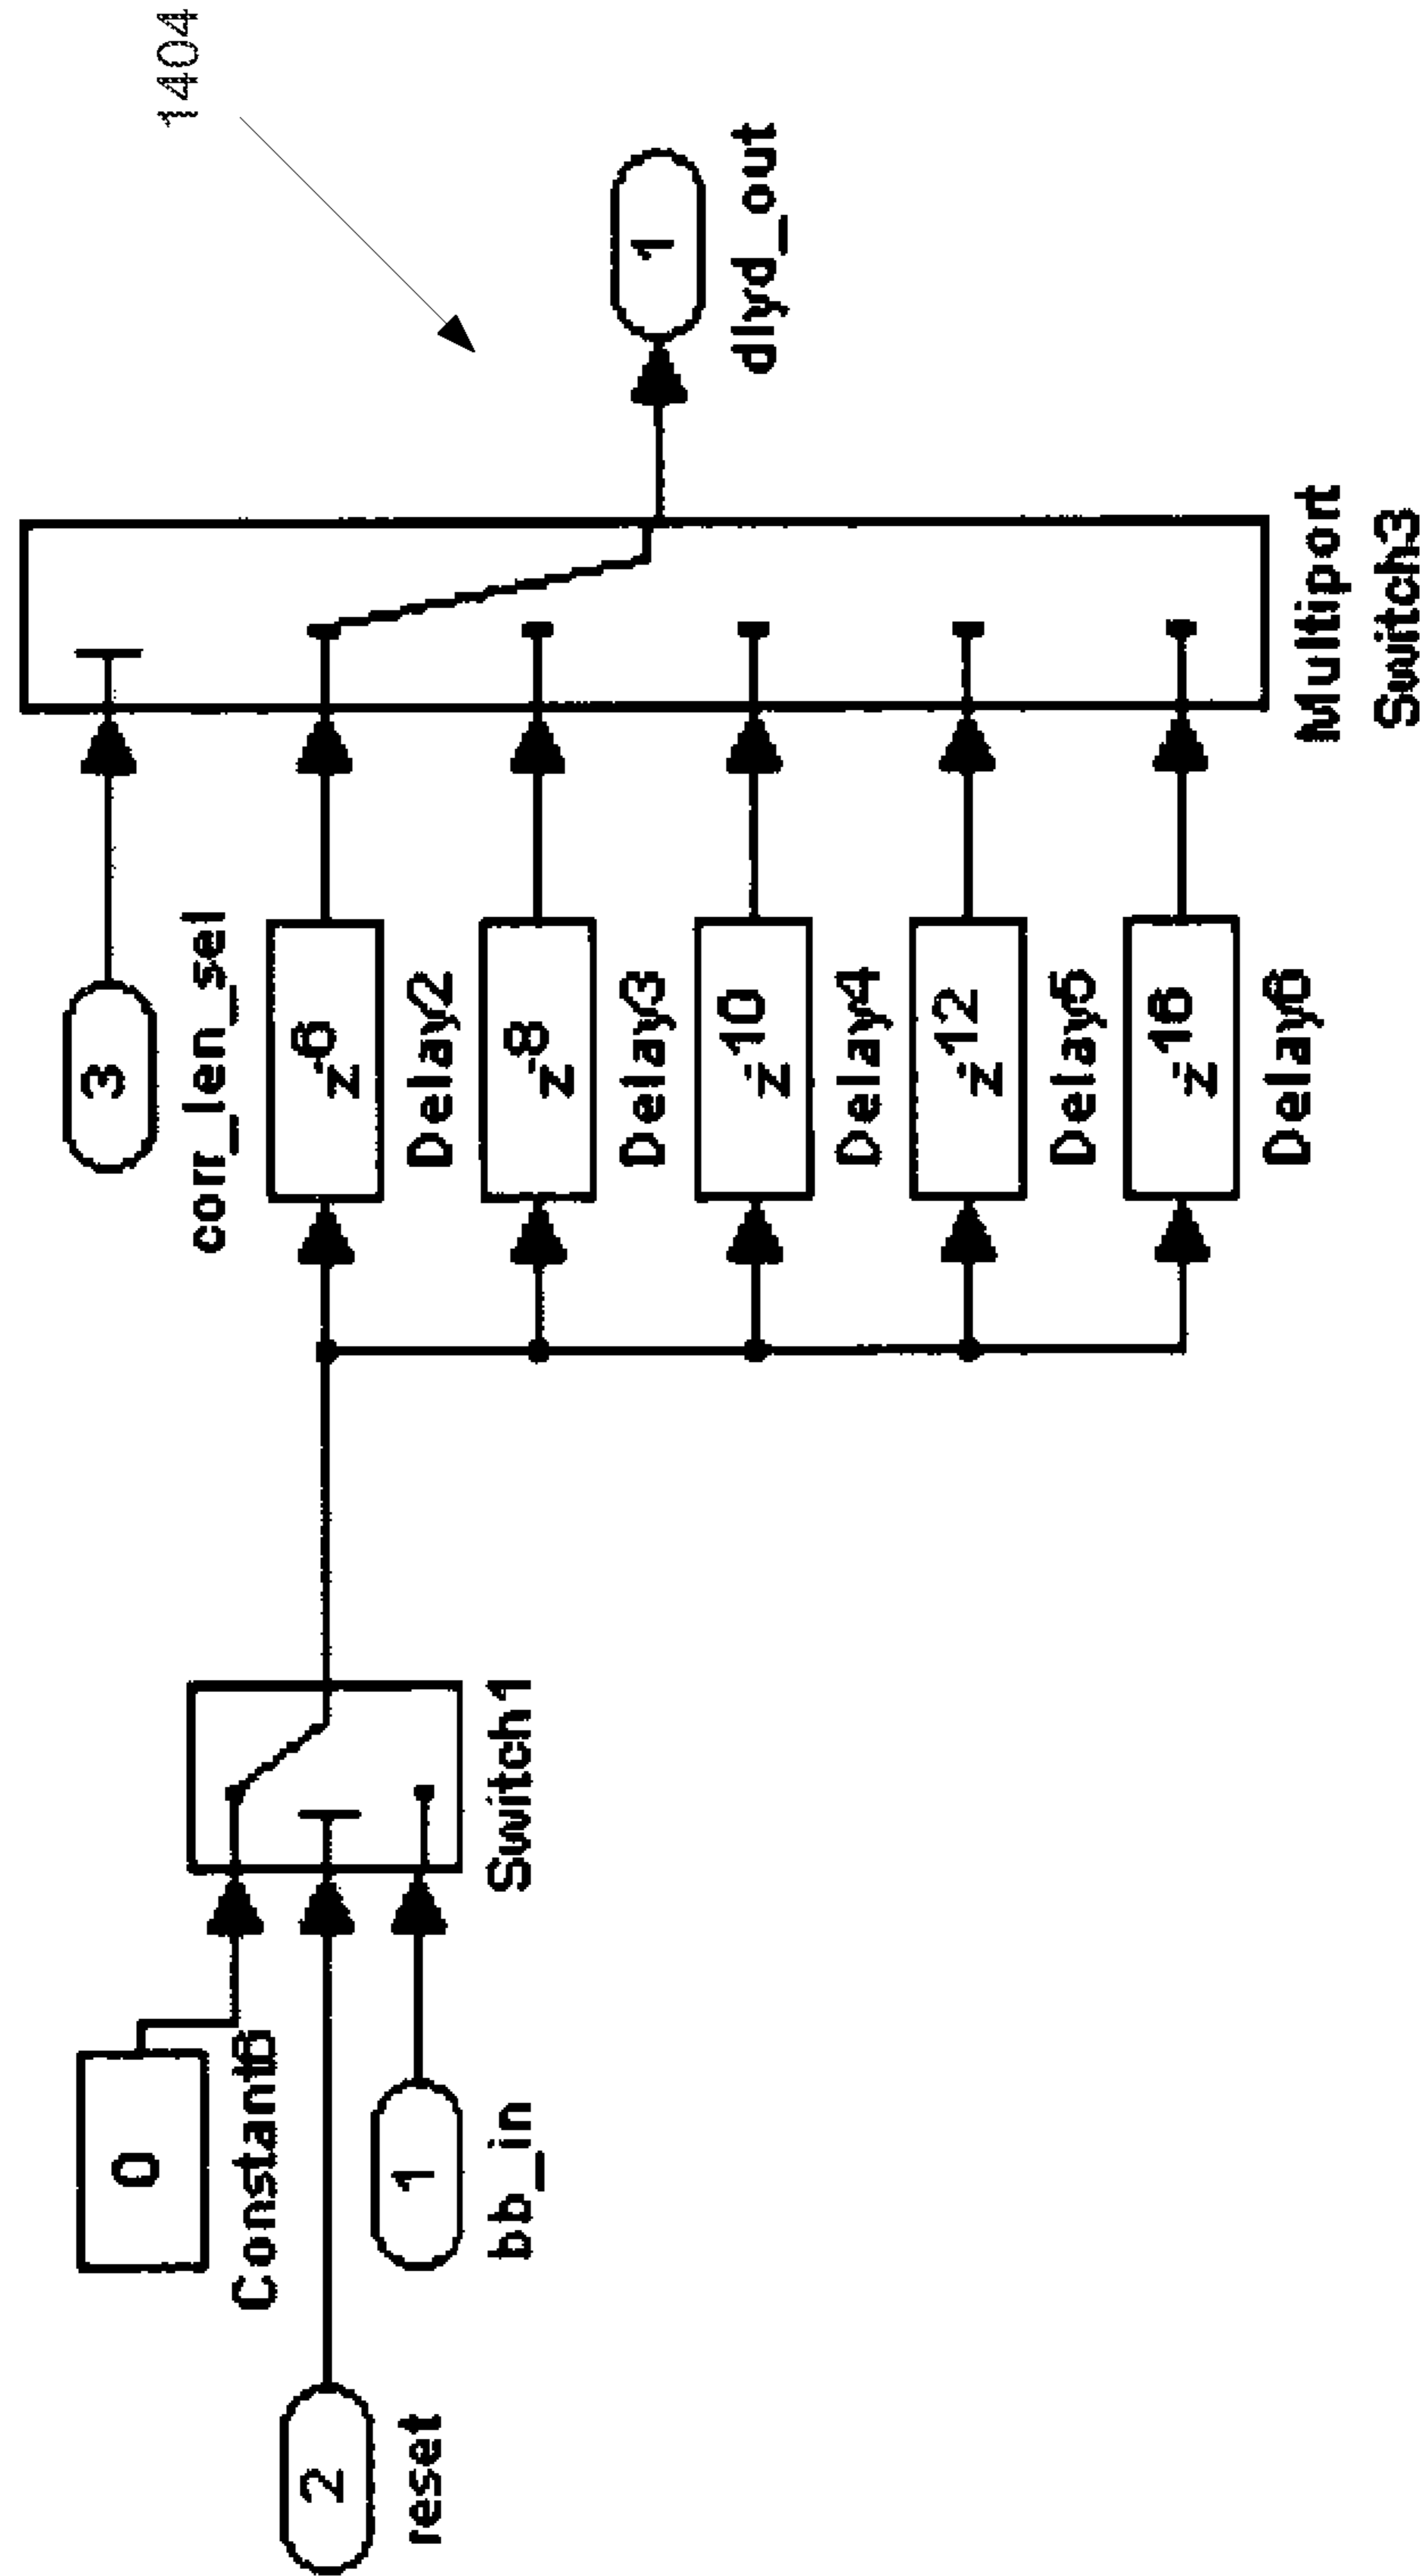 1404
3
corr_len_sel
0
Constant18
2
reset
1
bb_in
Switch1
z-6
Delay2
z-8
Delay3
z-10
Delay4
z-12
Delay5
z-16
Delay6
Multiport
Switch3
1
dlyd_out